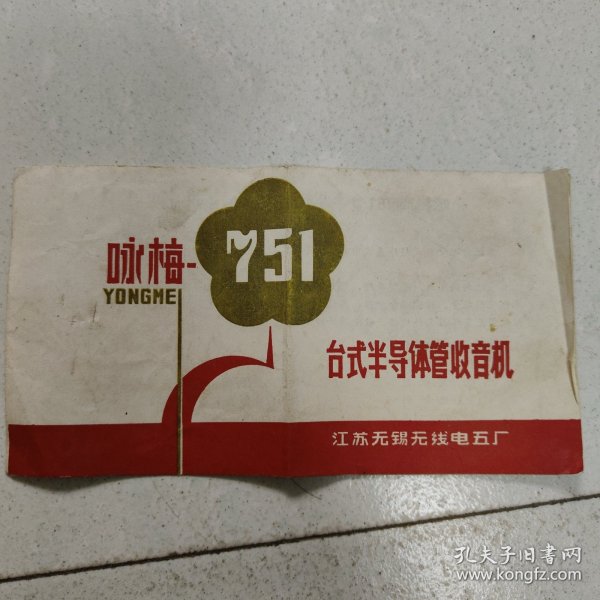 咏梅-
YONGMEI
751
台式半导体管收音机
江苏无锡无线电五厂
孔夫子旧书网
www.kongfz.com